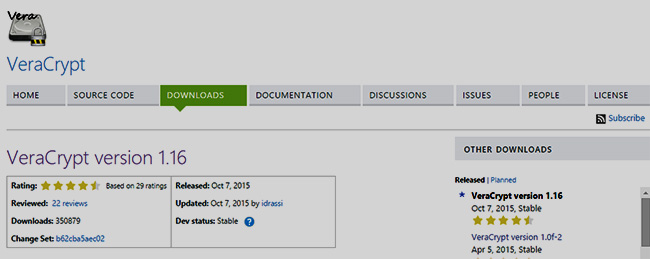 Vera
VeraCrypt
HOME SOURCE CODE DOWNLOADS DOCUMENTATION DISCUSSIONS ISSUES PEOPLE LICENSE
Subscribe
VeraCrypt version 1.16
Rating: Based on 29 ratings
Reviewed: 22 reviews
Downloads: 350879
Change Set: b62cba5aec02
Released: Oct 7, 2015
Updated: Oct 7, 2015 by idrassi
Dev status: Stable ?
OTHER DOWNLOADS
Released | Planned
VeraCrypt version 1.16
Oct 7, 2015, Stable
VeraCrypt version 1.0f-2
Apr 5, 2015, Stable